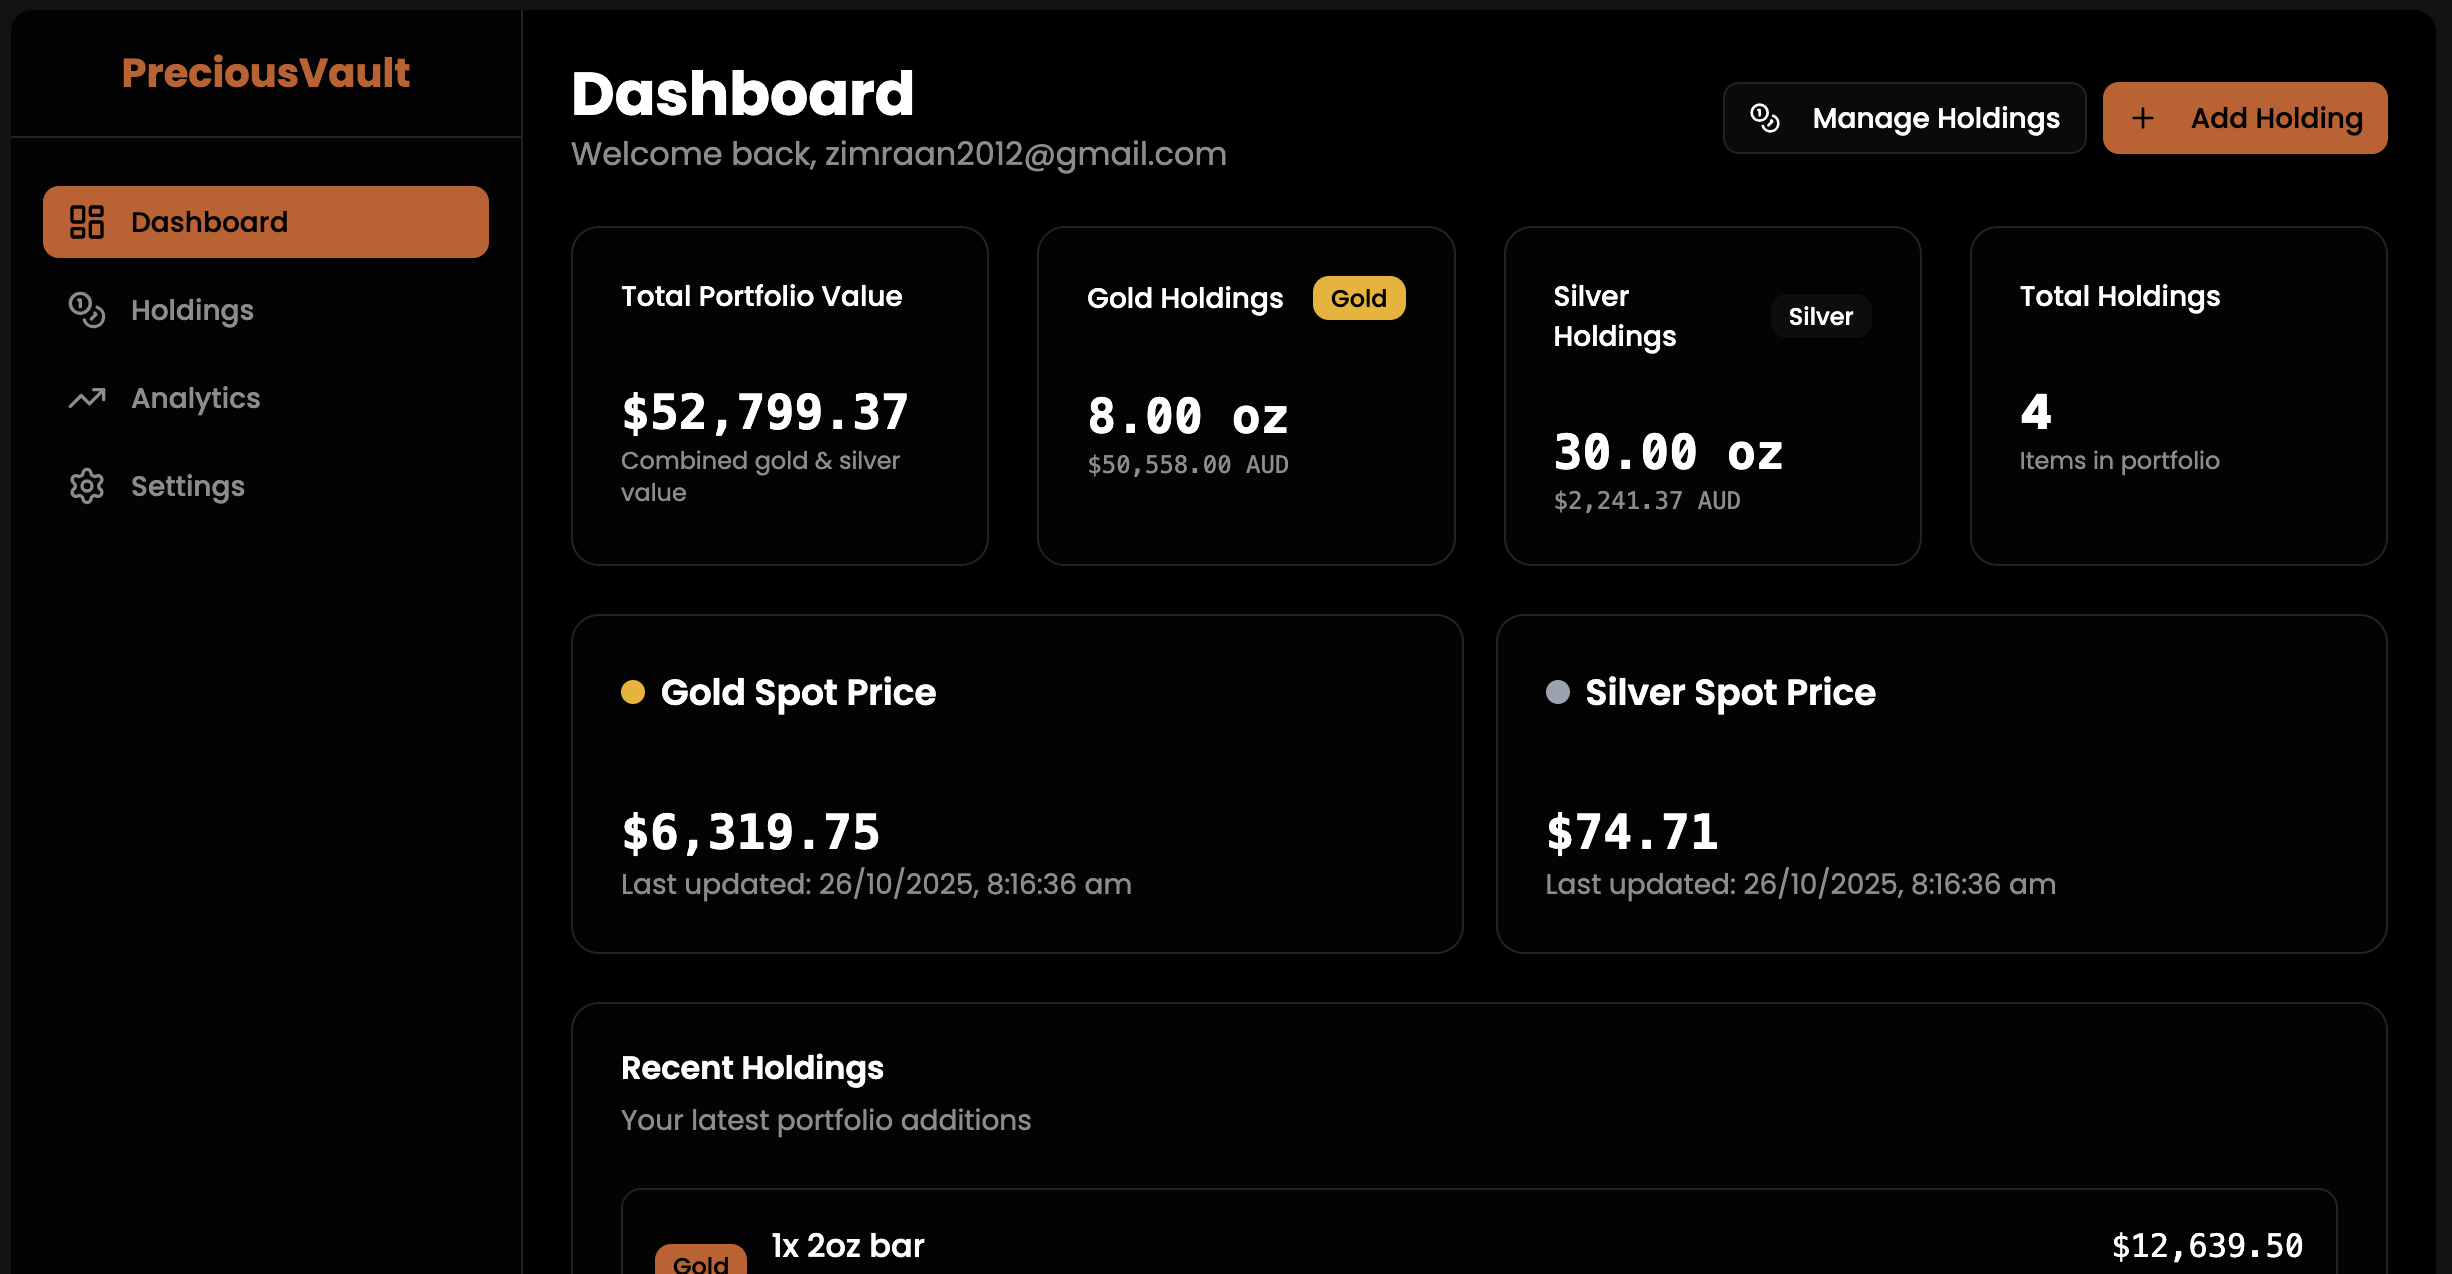 PreciousVault
Dashboard
Holdings
Analytics
Settings
Dashboard
Welcome back, zimraan2012@gmail.com
Manage Holdings
Add Holding
Total Portfolio Value
$52,799.37
Combined gold & silver
value
Gold Holdings Gold
8.00 oz
$50,558.00 AUD
Silver
Holdings
Silver
30.00 oz
$2,241.37 AUD
Total Holdings
4
Items in portfolio
Gold Spot Price
$6,319.75
Last updated: 26/10/2025, 8:16:36 am
Silver Spot Price
$74.71
Last updated: 26/10/2025, 8:16:36 am
Recent Holdings
Your latest portfolio additions
Gold
1x 2oz bar
$12,639.50